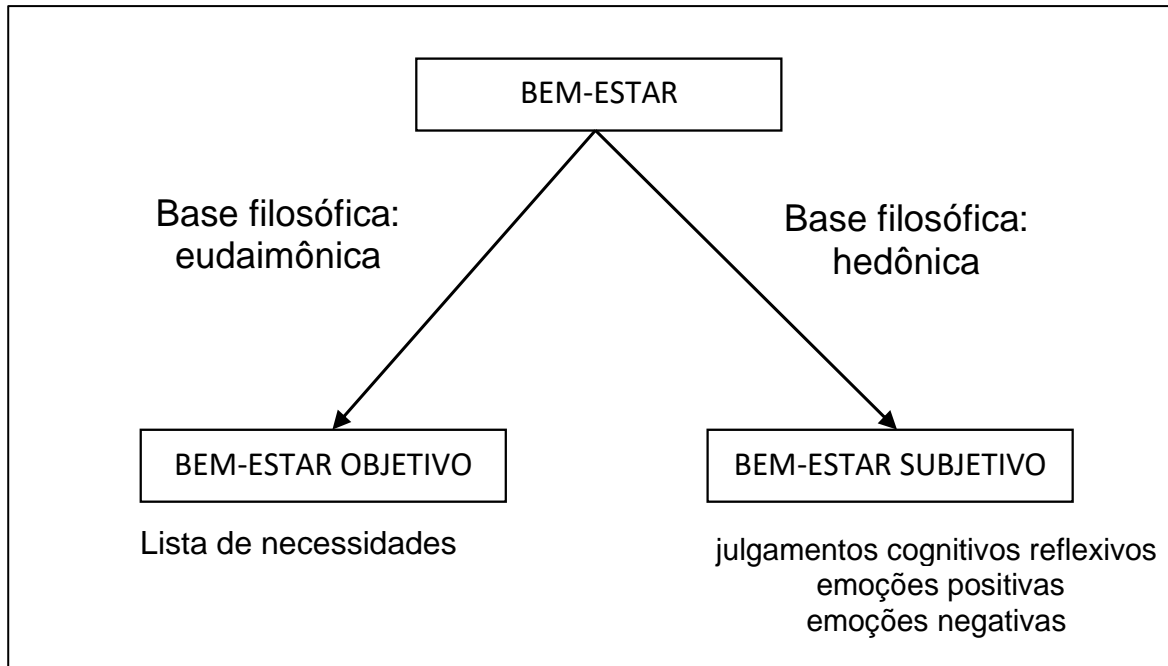 BEM-ESTAR
Base filosófica:
eudaimônica
Base filosófica:
hedônica
BEM-ESTAR OBJETIVO
Lista de necessidades
BEM-ESTAR SUBJETIVO
julgamentos cognitivos reflexivos
emoções positivas
emoções negativas